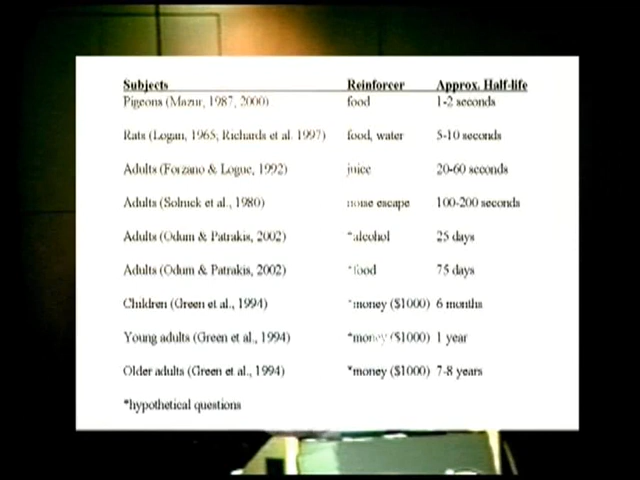 Subjects Reinforcer Approx. Half-life
Pigeons (Mazur, 1987, 2000) food 1-2 seconds
Rats (Logan, 1965; Richards et al. 1997) food, water 5-10 seconds
Adults (Forzano & Logue, 1992) juice 20-60 seconds
Adults (Solnick et al., 1980) noise escape 100-200 seconds
Adults (Odum & Patrakis, 2002) *alcohol 25 days
Adults (Odum & Patrakis, 2002) *food 75 days
Children (Green et al., 1994) *money ($1000) 6 months
Young adults (Green et al., 1994) *money ($1000) 1 year
Older adults (Green et al., 1994) *money ($1000) 7-8 years
*hypothetical questions